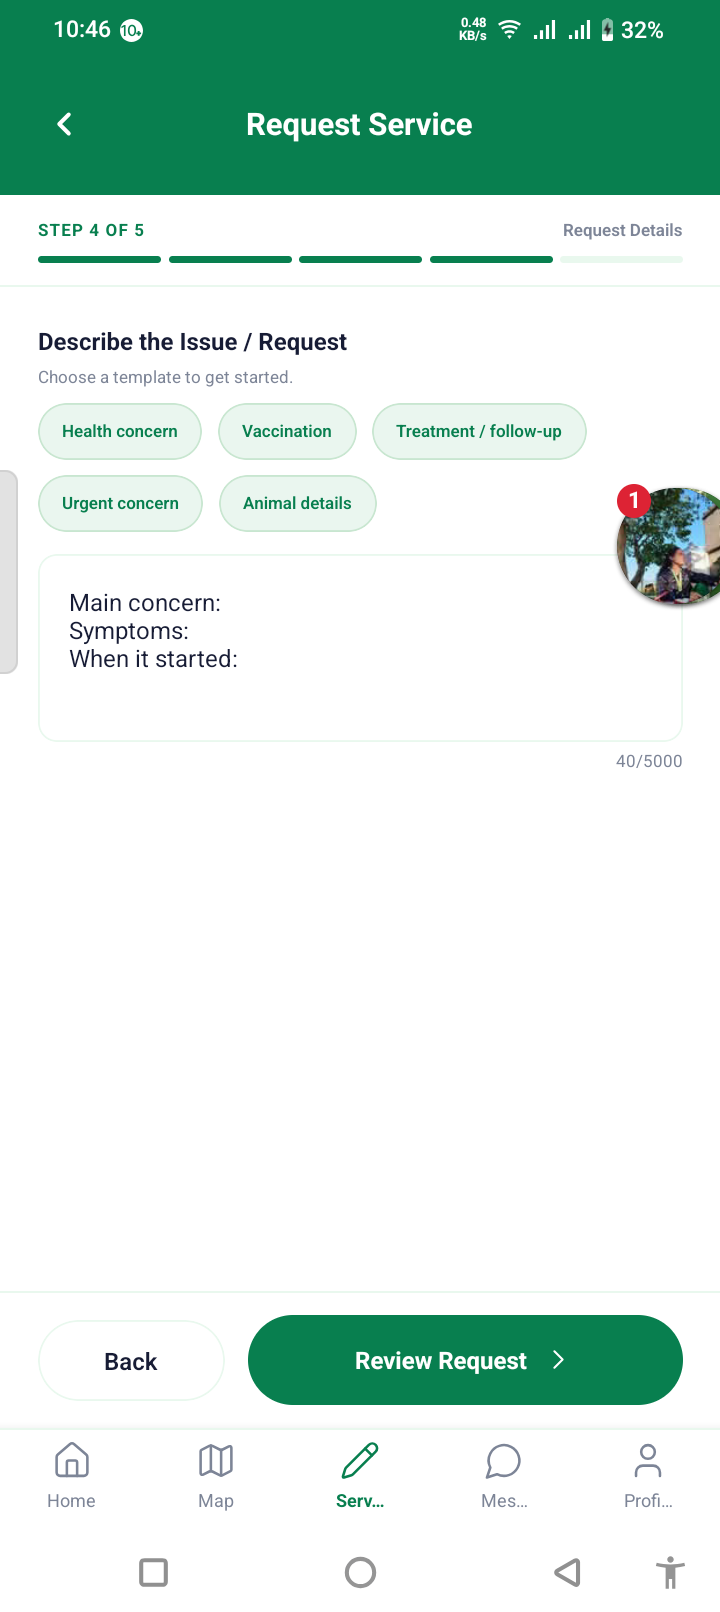 10:46 10+ 0.48 KB/s 32%
Request Service
STEP 4 OF 5 Request Details
Describe the Issue / Request
Choose a template to get started.
Health concern Vaccination Treatment / follow-up
Urgent concern Animal details
1
Main concern:
Symptoms:
When it started:
40/5000
Back Review Request
Home Map Serv... Mes... Profi...